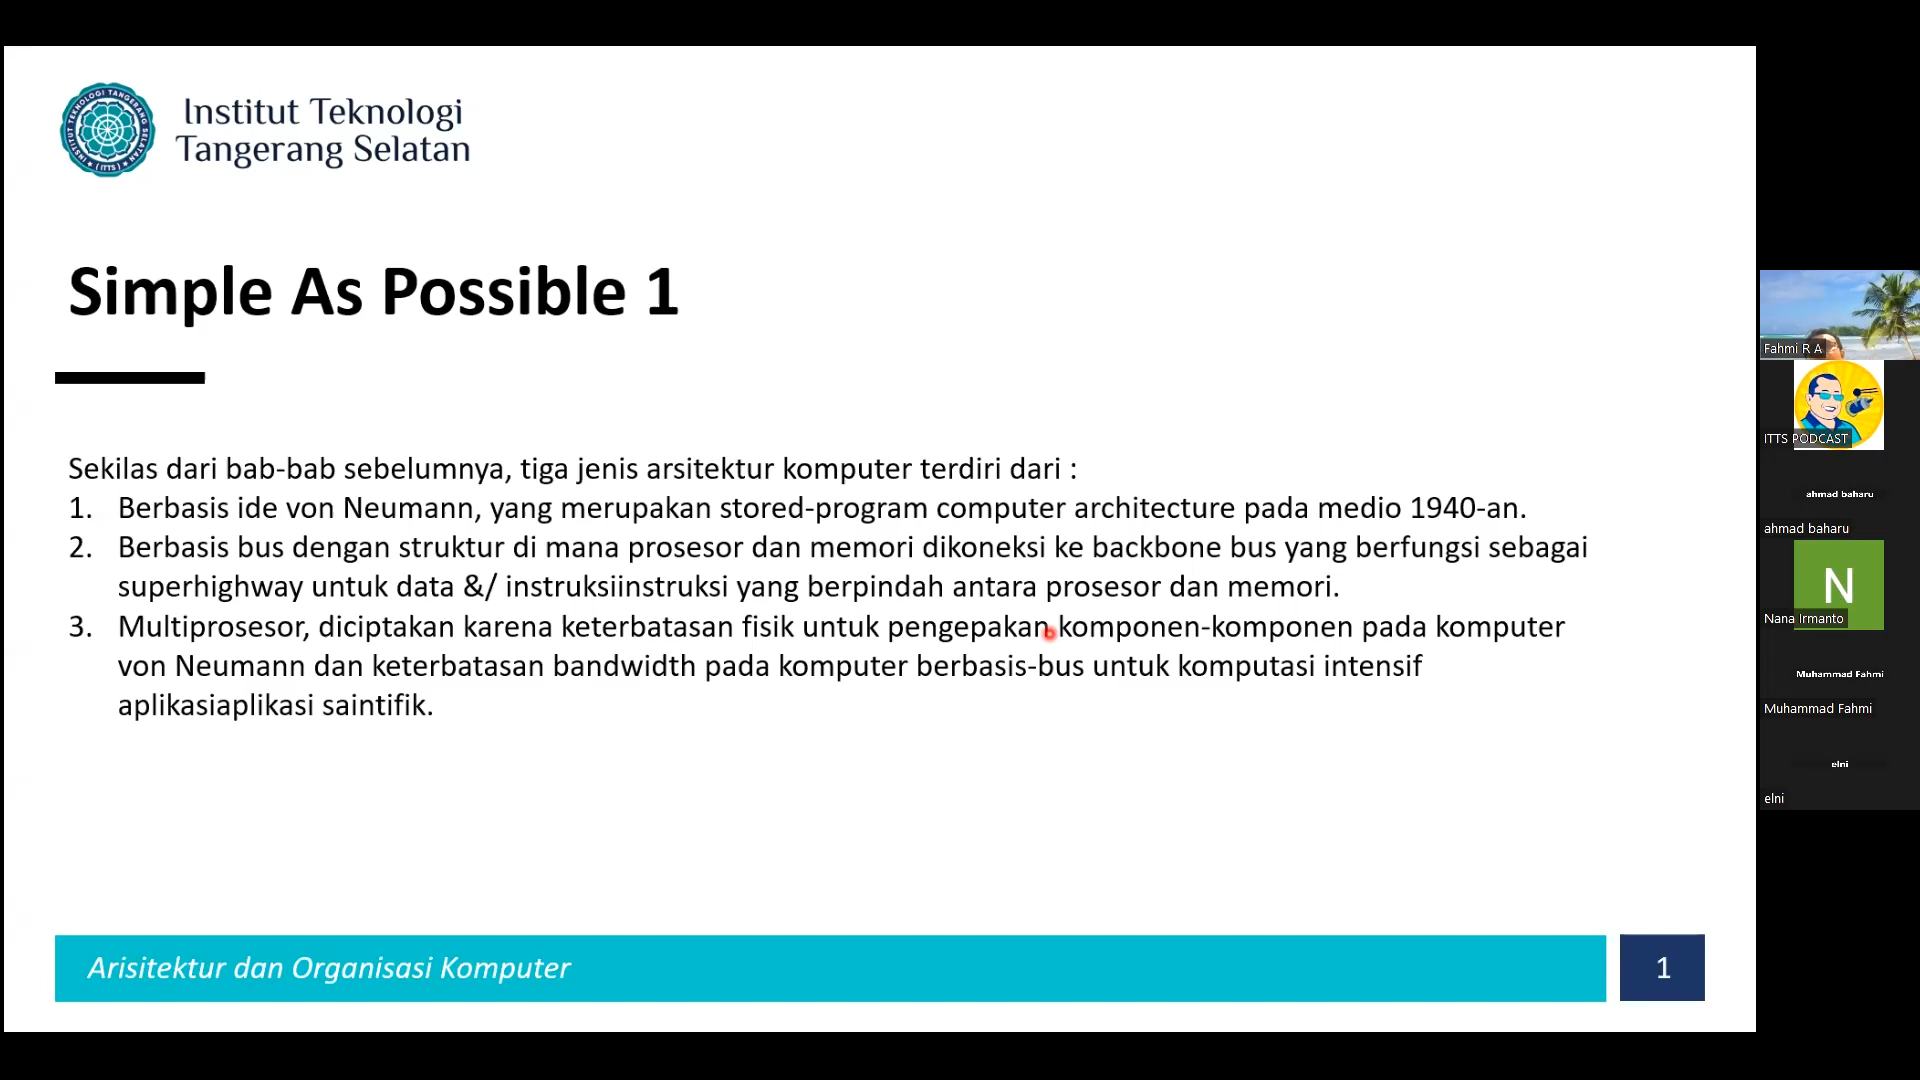 Institut Teknologi
Tangerang Selatan
INSTITUT TEKNOLOGI TANGERANG SELATAN
(ITTS)
Simple As Possible 1
Sekilas dari bab-bab sebelumnya, tiga jenis arsitektur komputer terdiri dari :
1. Berbasis ide von Neumann, yang merupakan stored-program computer architecture pada medio 1940-an.
2. Berbasis bus dengan struktur di mana prosesor dan memori dikoneksi ke backbone bus yang berfungsi sebagai
superhighway untuk data &/ instruksiinstruksi yang berpindah antara prosesor dan memori.
3. Multiprosesor, diciptakan karena keterbatasan fisik untuk pengepakan komponen-komponen pada komputer
von Neumann dan keterbatasan bandwidth pada komputer berbasis-bus untuk komputasi intensif
aplikasiaplikasi saintifik.
Arisitektur dan Organisasi Komputer
1
Fahmi R A
ITTS PODCAST
ahmad baharu
ahmad baharu
N
Nana Irmanto
Muhammad Fahmi
Muhammad Fahmi
elni
elni